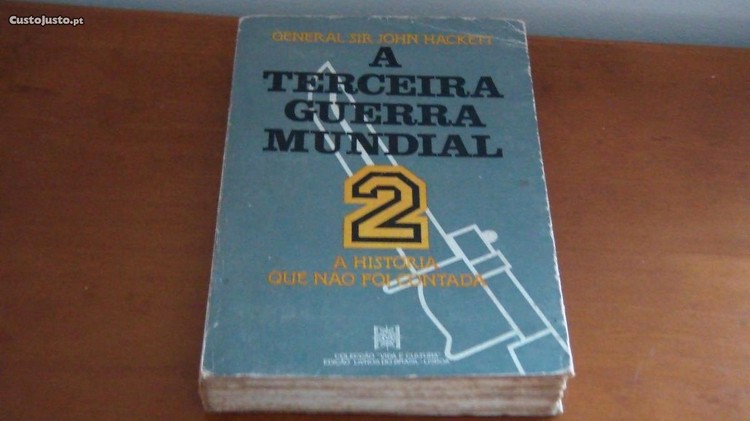 CustoJusto.pt
GENERAL SIR JOHN HACKETT
A
TERCEIRA
GUERRA
MUNDIAL
2
A HISTÓRIA
QUE NÃO FOI CONTADA
COLECÇÃO "VIDA E CULTURA"
EDIÇÃO LIVROS DO BRASIL - LISBOA